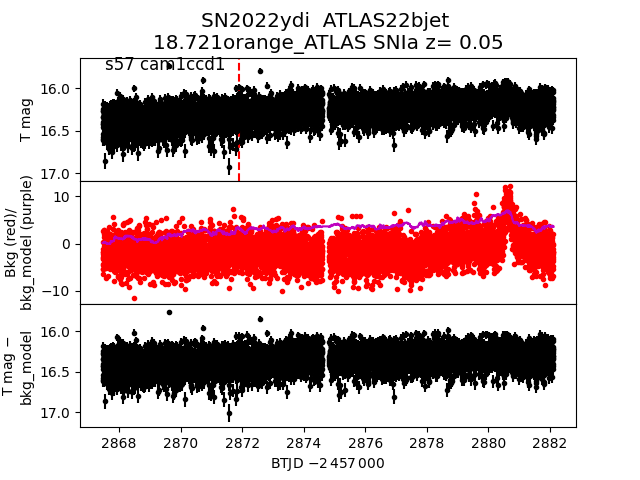 SN2022ydi ATLAS22bjet
18.721orange_ATLAS SNIa z= 0.05
s57 cam1ccd1
16.0
16.5
17.0
T mag
10
0
−10
Bkg (red)/
bkg_model (purple)
16.0
16.5
17.0
T mag −
bkg_model
2868 2870 2872 2874 2876 2878 2880 2882
BTJD −2 457 000